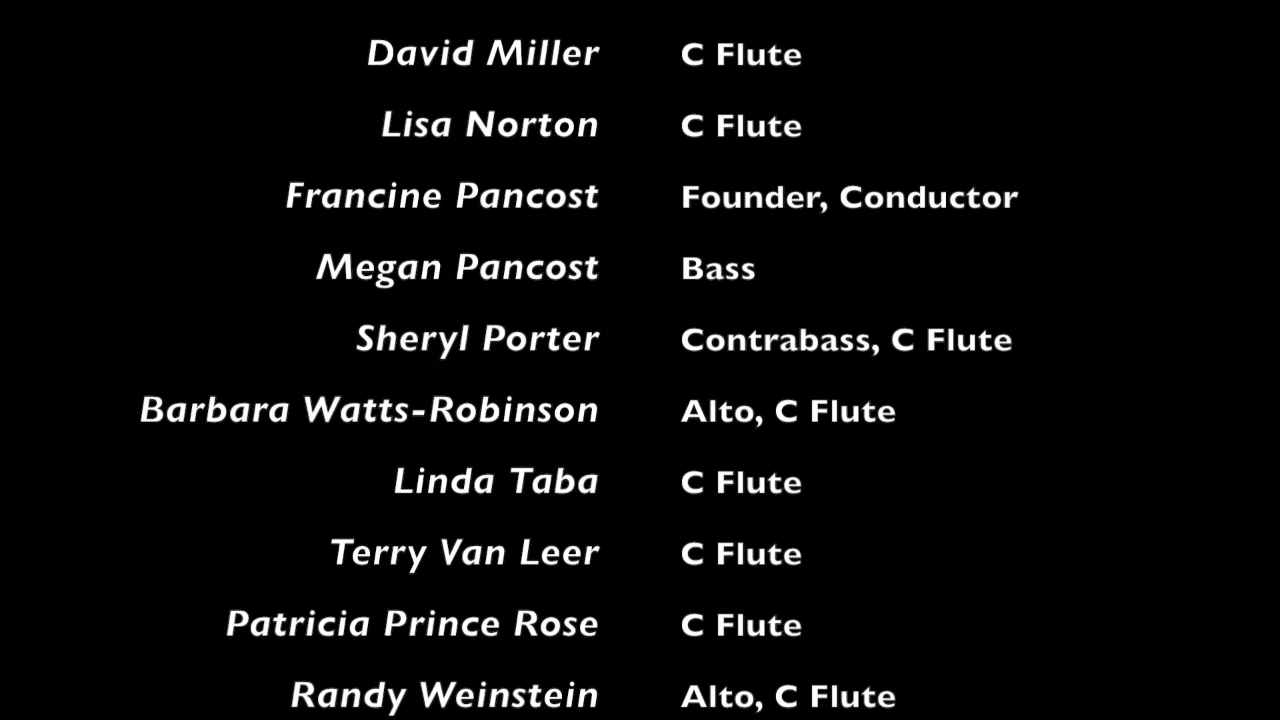 David Miller C Flute
Lisa Norton C Flute
Francine Pancost Founder, Conductor
Megan Pancost Bass
Sheryl Porter Contrabass, C Flute
Barbara Watts-Robinson Alto, C Flute
Linda Taba C Flute
Terry Van Leer C Flute
Patricia Prince Rose C Flute
Randy Weinstein Alto, C Flute